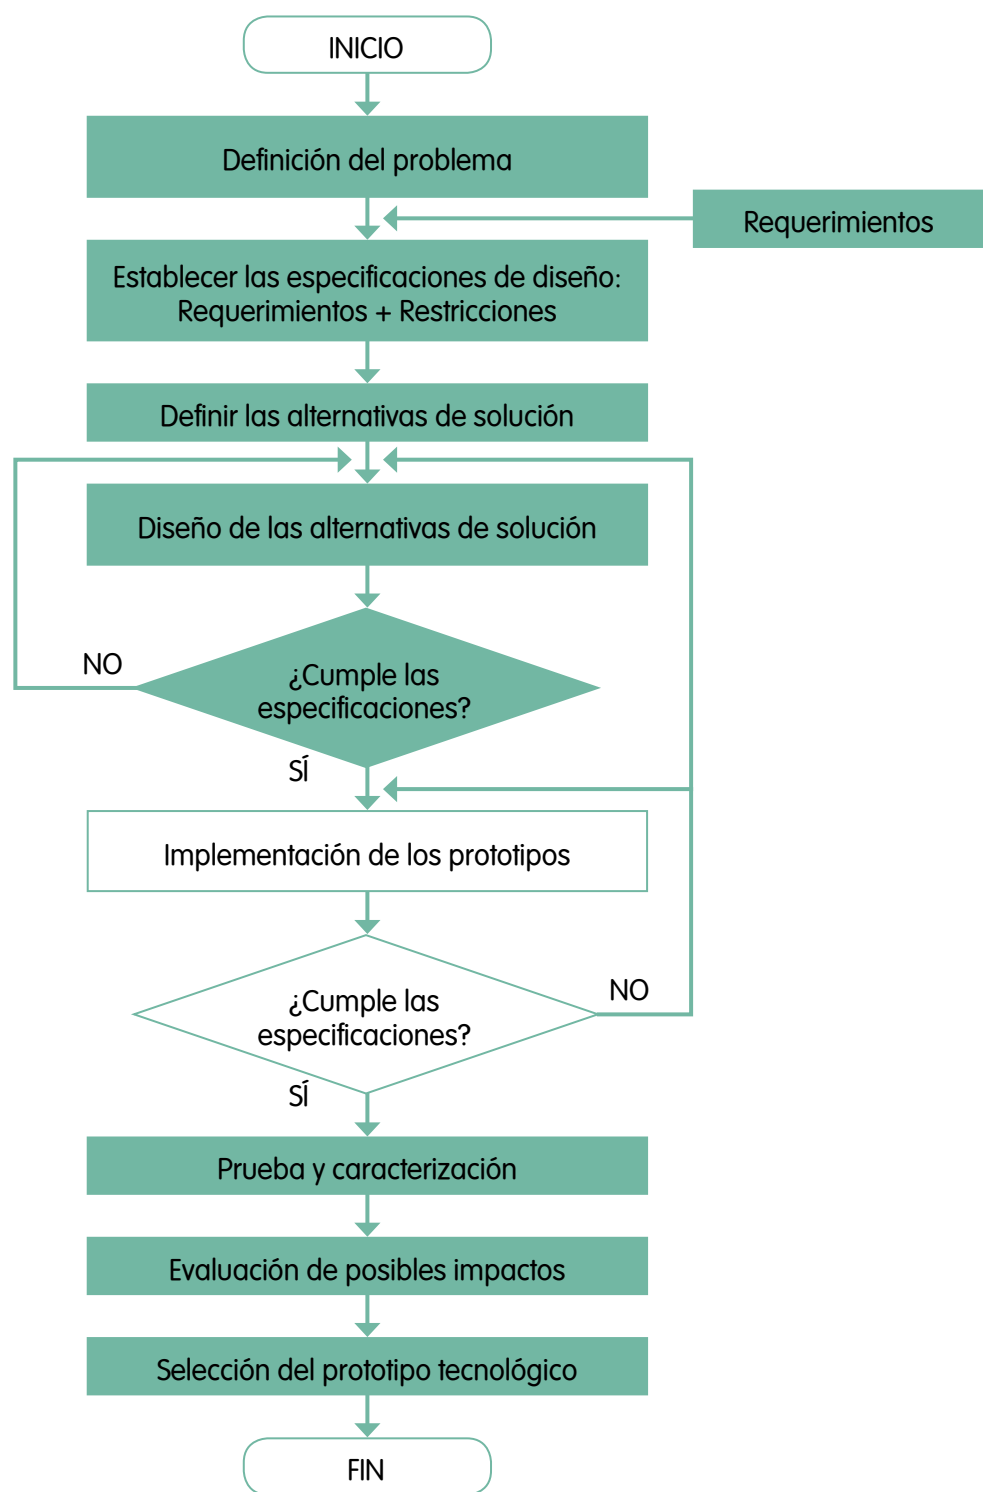 INICIO
Definición del problema
Requerimientos
Establecer las especificaciones de diseño:
Requerimientos + Restricciones
Definir las alternativas de solución
Diseño de las alternativas de solución
NO
¿Cumple las
especificaciones?
SÍ
Implementación de los prototipos
¿Cumple las
especificaciones?
NO
SÍ
Prueba y caracterización
Evaluación de posibles impactos
Selección del prototipo tecnológico
FIN